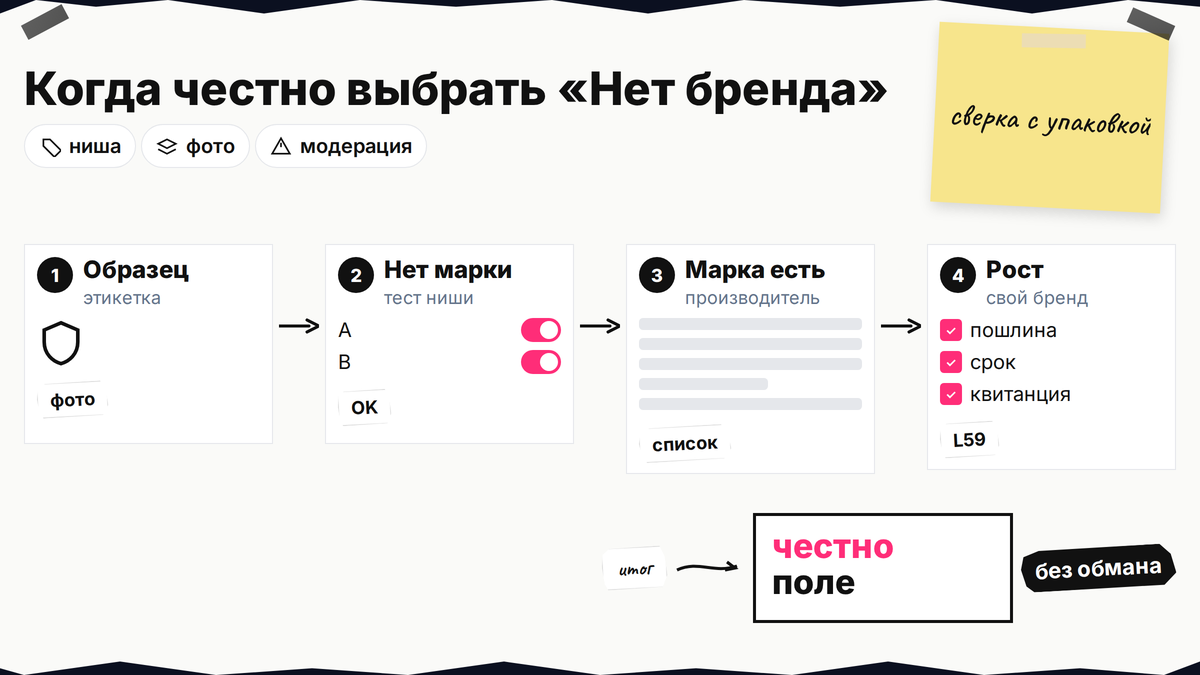 Когда честно выбрать «Нет бренда»
сверка с упаковкой
ниша
фото
модерация
1
Образец
этикетка
фото
2
Нет марки
тест ниши
A
B
OK
3
Марка есть
производитель
список
4
Рост
свой бренд
пошлина
срок
квитанция
L59
итог
честно
поле
без обмана